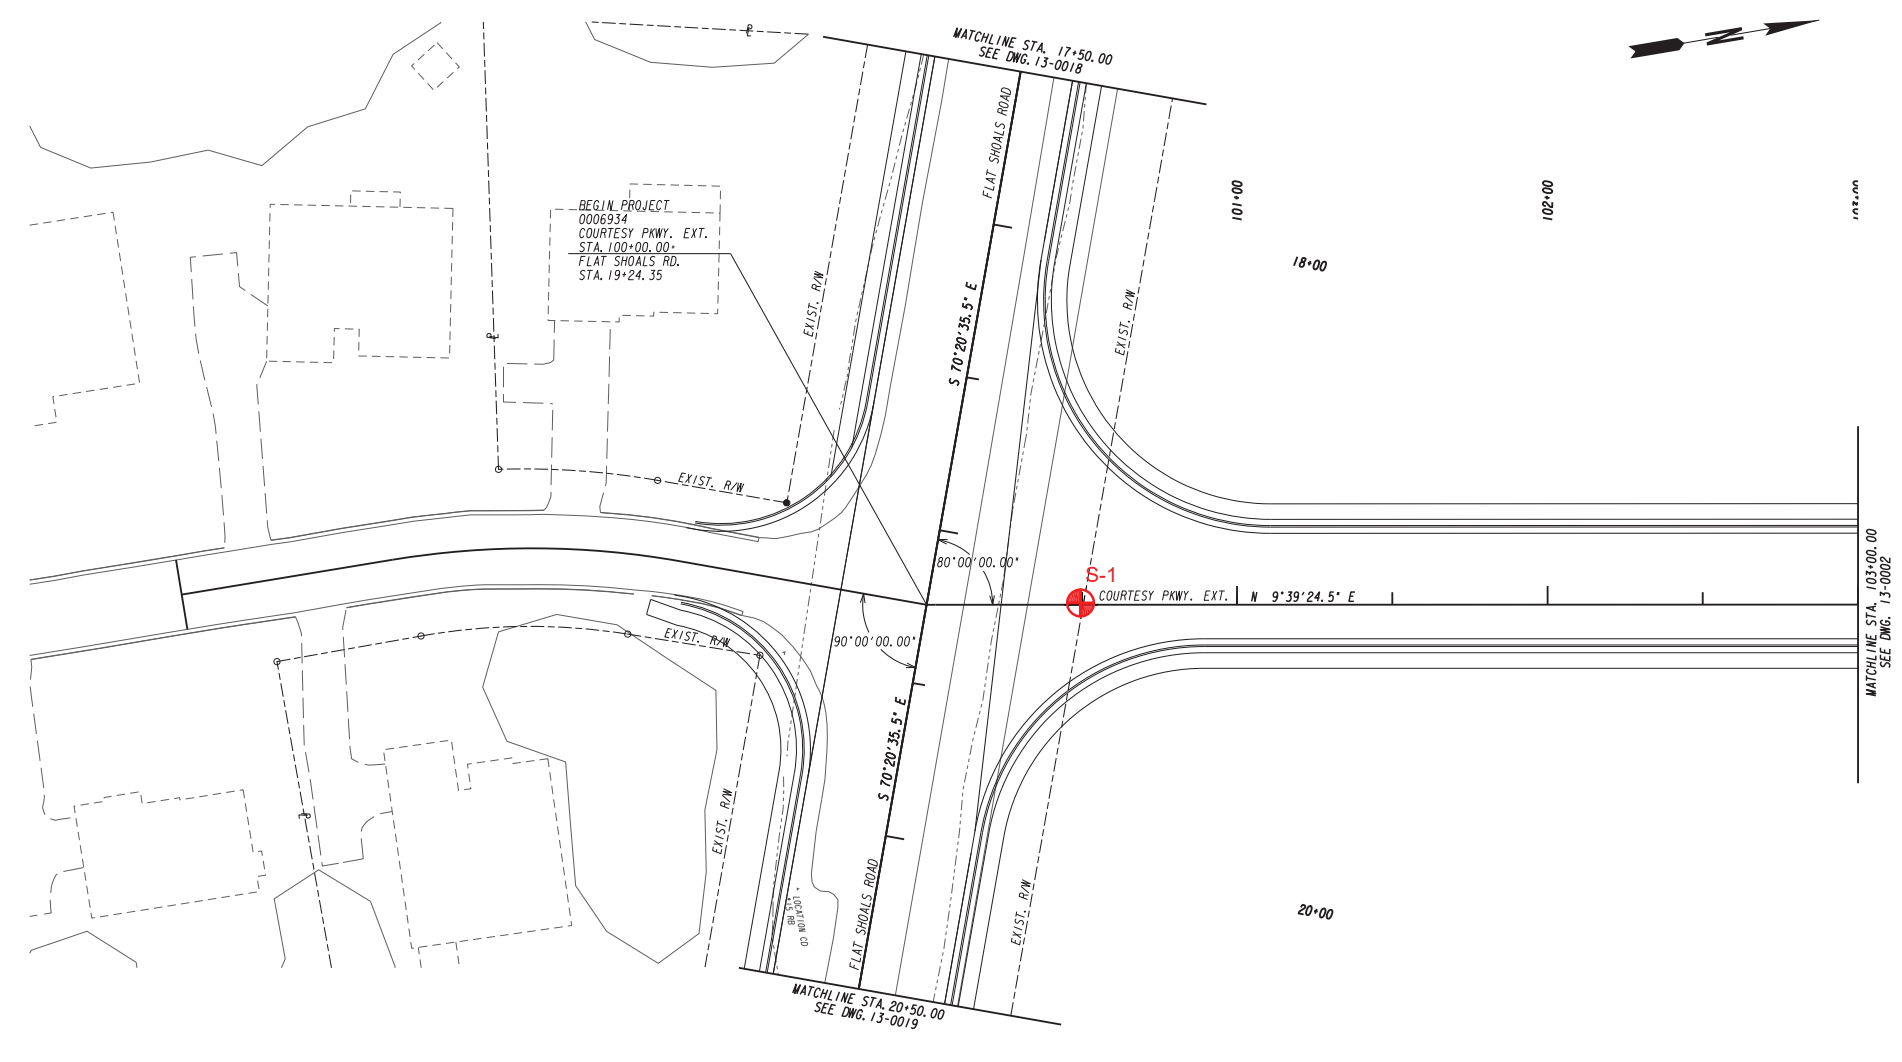 MATCHLINE STA. 17+50.00
SEE DWG. 13-0018
N
FLAT SHOALS ROAD
101+00
102+00
BEGIN PROJECT
0006934
COURTESY PKWY. EXT.
STA. 100+00.00=
FLAT SHOALS RD.
STA. 19+24.35
18+00
EXIST. R/W
EXIST. R/W
S 70°20'35.5" E
EXIST. R/W
80°00'00.00"
S-1
COURTESY PKWY. EXT. N 9°39'24.5" E
MATCHLINE STA. 103+00.00
SEE DWG. 13-0002
EXIST. R/W
90°00'00.00"
S 70°20'35.5" E
EXIST. R/W
EXIST. R/W
FLAT SHOALS ROAD
20+00
LOCATION CD
MATCHLINE STA. 20+50.00
SEE DWG. 13-0019